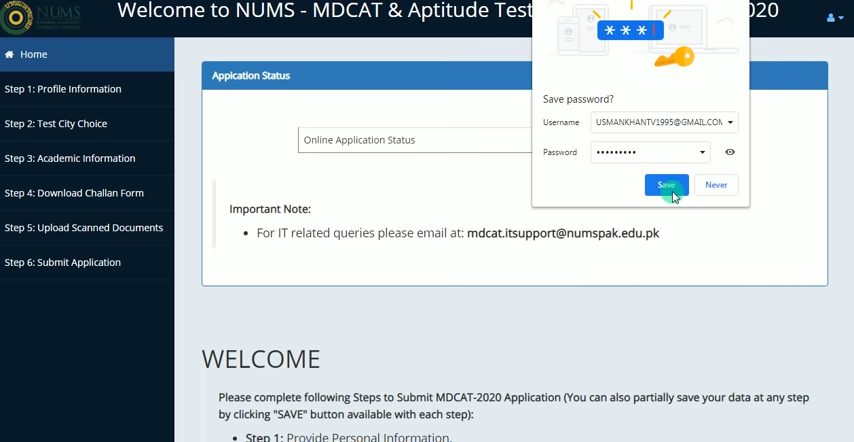 NUMS
Welcome to NUMS - MDCAT & Aptitude Test
020
Home
Step 1: Profile Information
Step 2: Test City Choice
Step 3: Academic Information
Step 4: Download Challan Form
Step 5: Upload Scanned Documents
Step 6: Submit Application
Appication Status
Online Application Status
Important Note:
• For IT related queries please email at: mdcat.itsupport@numspak.edu.pk
Save password?
Username USMANKHANTV1995@GMAIL.COM
Password •••••••••
Save Never
WELCOME
Please complete following Steps to Submit MDCAT-2020 Application (You can also partially save your data at any step
by clicking "SAVE" button available with each step):
• Step 1: Provide Personal Information.